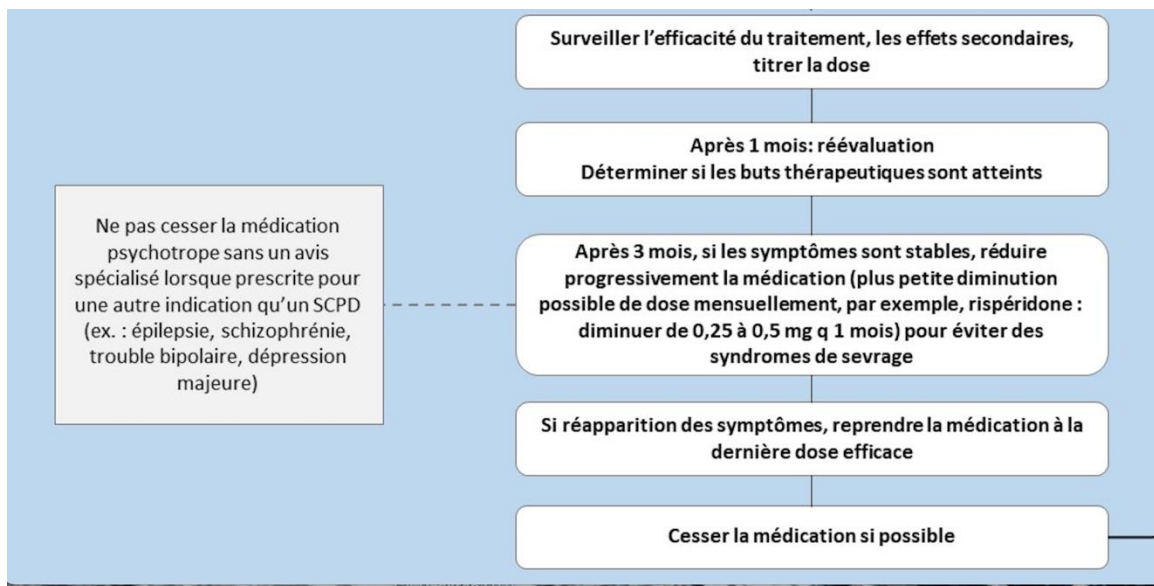 Surveiller l'efficacité du traitement, les effets secondaires,
titrer la dose
Après 1 mois: réévaluation
Déterminer si les buts thérapeutiques sont atteints
Ne pas cesser la médication
psychotrope sans un avis
spécialisé lorsque prescrite pour
une autre indication qu'un SCPD
(ex. : épilepsie, schizophrénie,
trouble bipolaire, dépression
majeure)
Après 3 mois, si les symptômes sont stables, réduire
progressivement la médication (plus petite diminution
possible de dose mensuellement, par exemple, rispéridone :
diminuer de 0,25 à 0,5 mg q 1 mois) pour éviter des
syndromes de sevrage
Si réapparition des symptômes, reprendre la médication à la
dernière dose efficace
Cesser la médication si possible